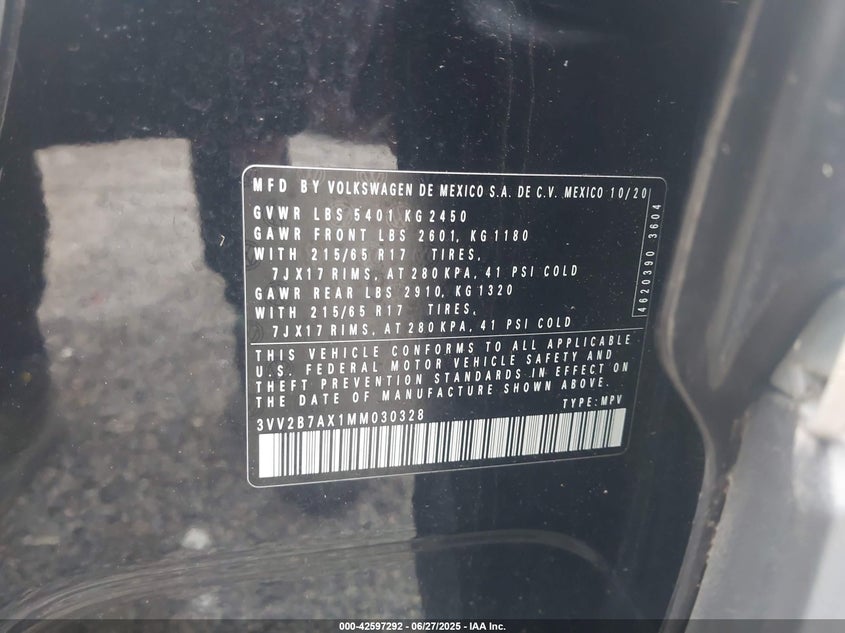 MFD BY VOLKSWAGEN DE MEXICO S.A. DE C.V. MEXICO 10/20
GVWR LBS 5401 KG 2450
GAWR FRONT LBS 2601, KG 1180
WITH 215/65 R17 TIRES,
7JX17 RIMS, AT 280 KPA, 41 PSI COLD
GAWR REAR LBS 2910, KG 1320
WITH 215/65 R17 TIRES,
7JX17 RIMS, AT 280 KPA, 41 PSI COLD
4620390 3604
THIS VEHICLE CONFORMS TO ALL APPLICABLE
U.S. FEDERAL MOTOR VEHICLE SAFETY AND
THEFT PREVENTION STANDARDS IN EFFECT ON
THE DATE OF MANUFACTURE SHOWN ABOVE.
TYPE: MPV
3VV2B7AX1MM030328
000-42597292 - 06/27/2025 - IAA Inc.